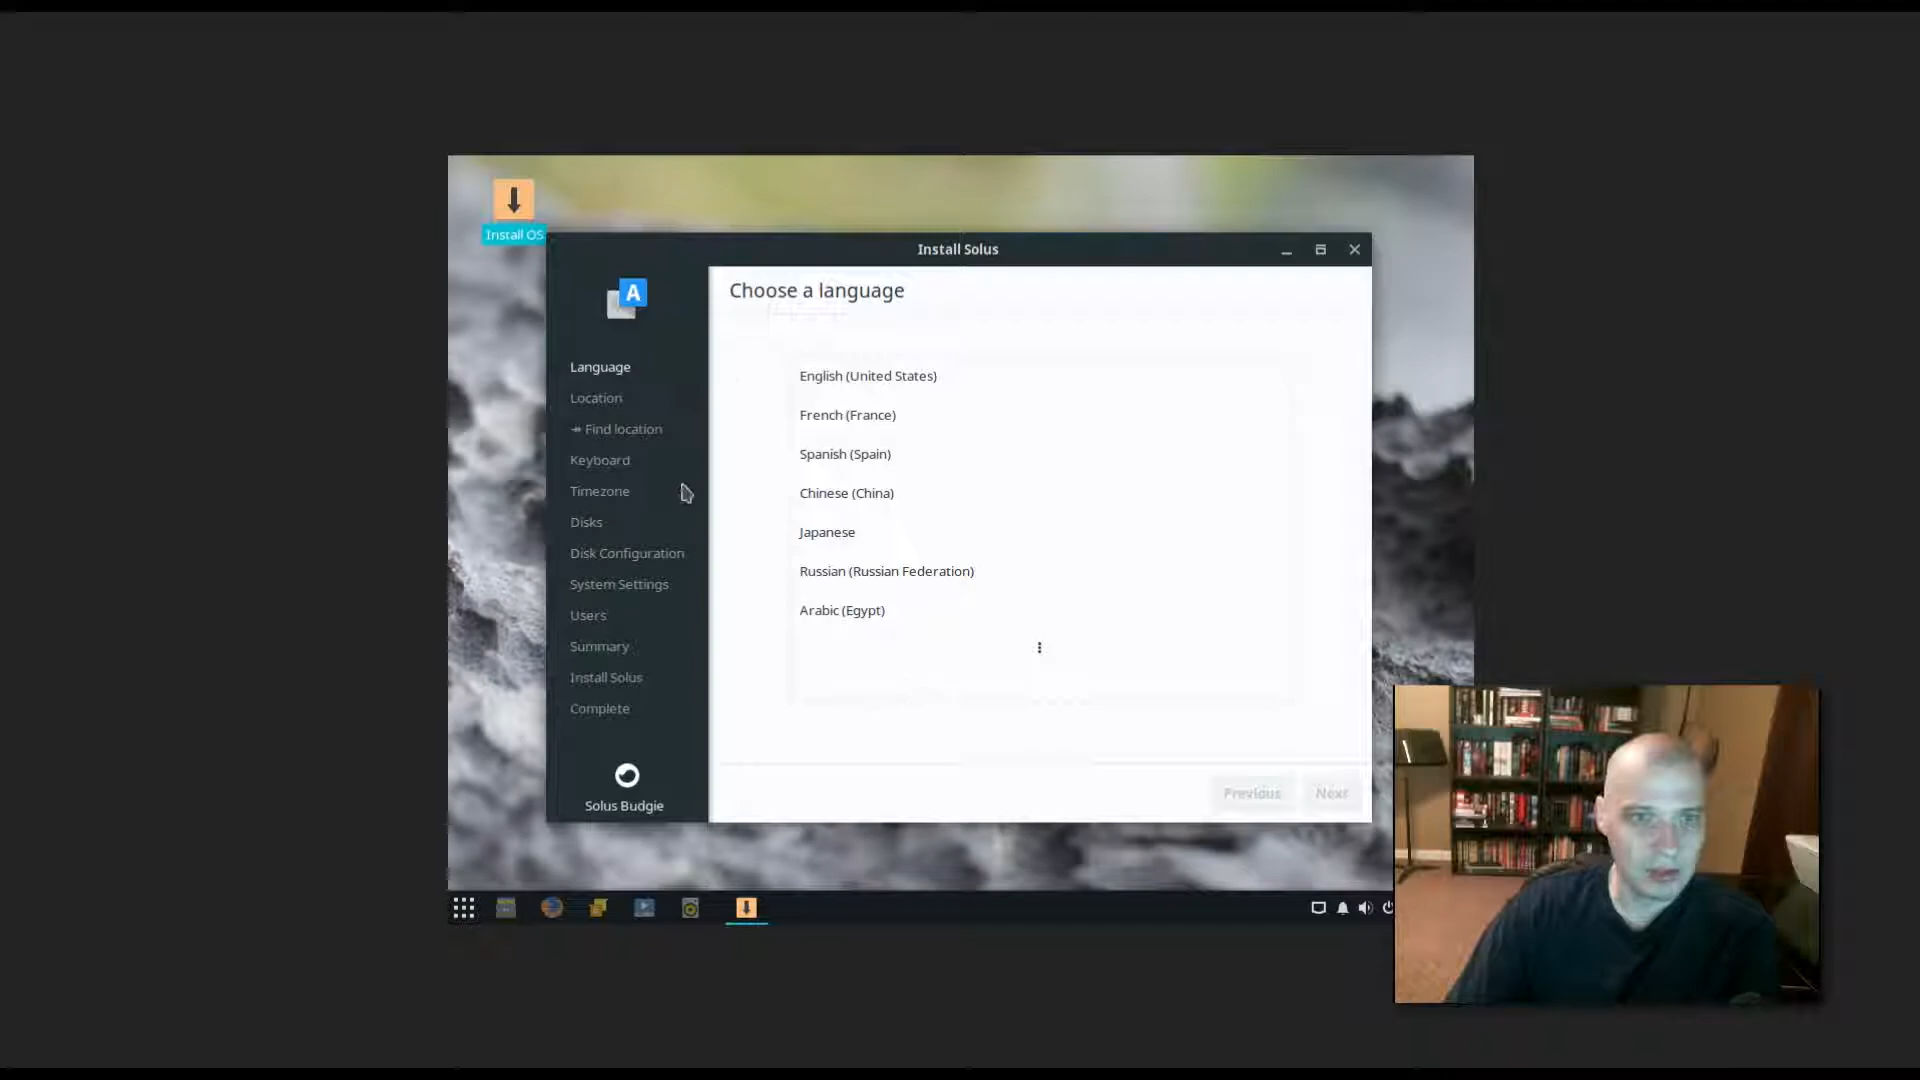 Install OS
Install Solus
A
Choose a language
Language
Location
↠ Find location
Keyboard
Timezone
Disks
Disk Configuration
System Settings
Users
Summary
Install Solus
Complete
English (United States)
French (France)
Spanish (Spain)
Chinese (China)
Japanese
Russian (Russian Federation)
Arabic (Egypt)
Previous
Next
Solus Budgie